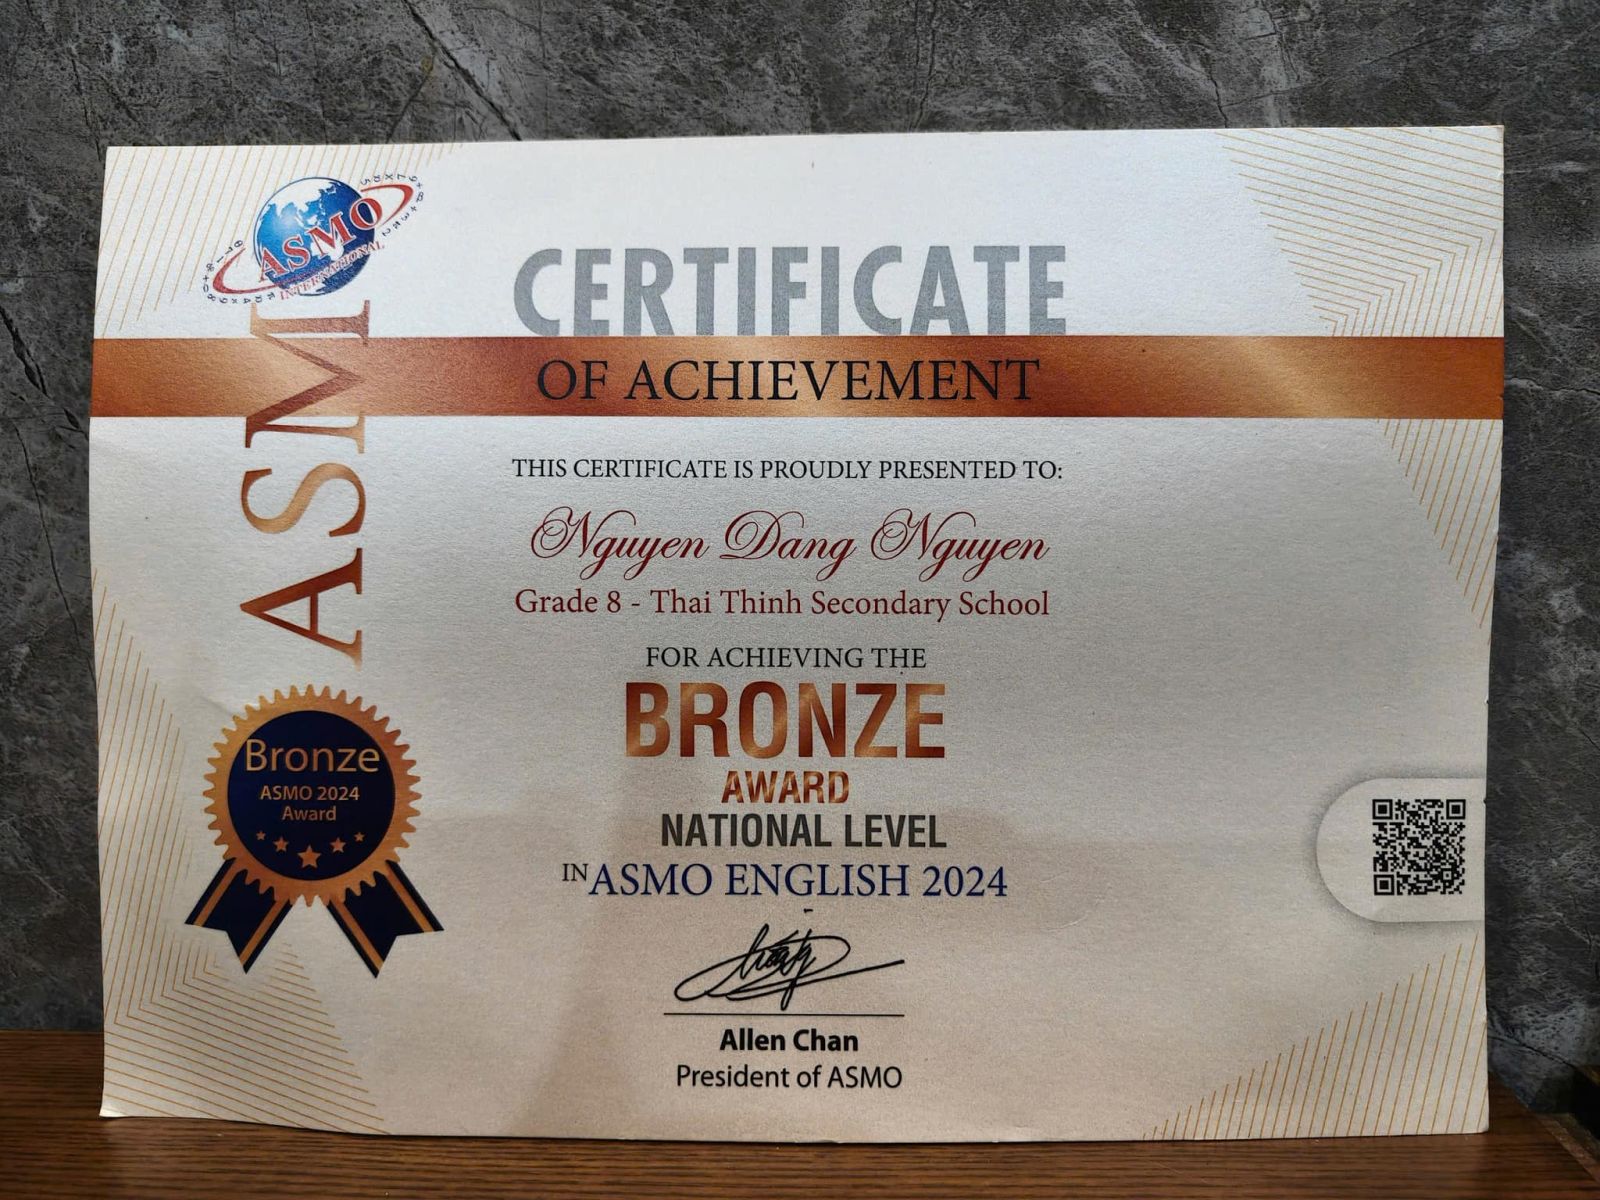 ASMO
INTERNATIONAL
CERTIFICATE
OF ACHIEVEMENT
ASMO
THIS CERTIFICATE IS PROUDLY PRESENTED TO:
Nguyen Dang Nguyen
Grade 8 - Thai Thinh Secondary School
FOR ACHIEVING THE
BRONZE
AWARD
NATIONAL LEVEL
IN ASMO ENGLISH 2024
Bronze
ASMO 2024
Award
Allen Chan
President of ASMO